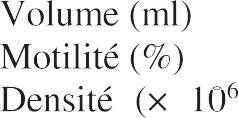 Volume (ml)
Motilité (%)
Densité (× 10⁶